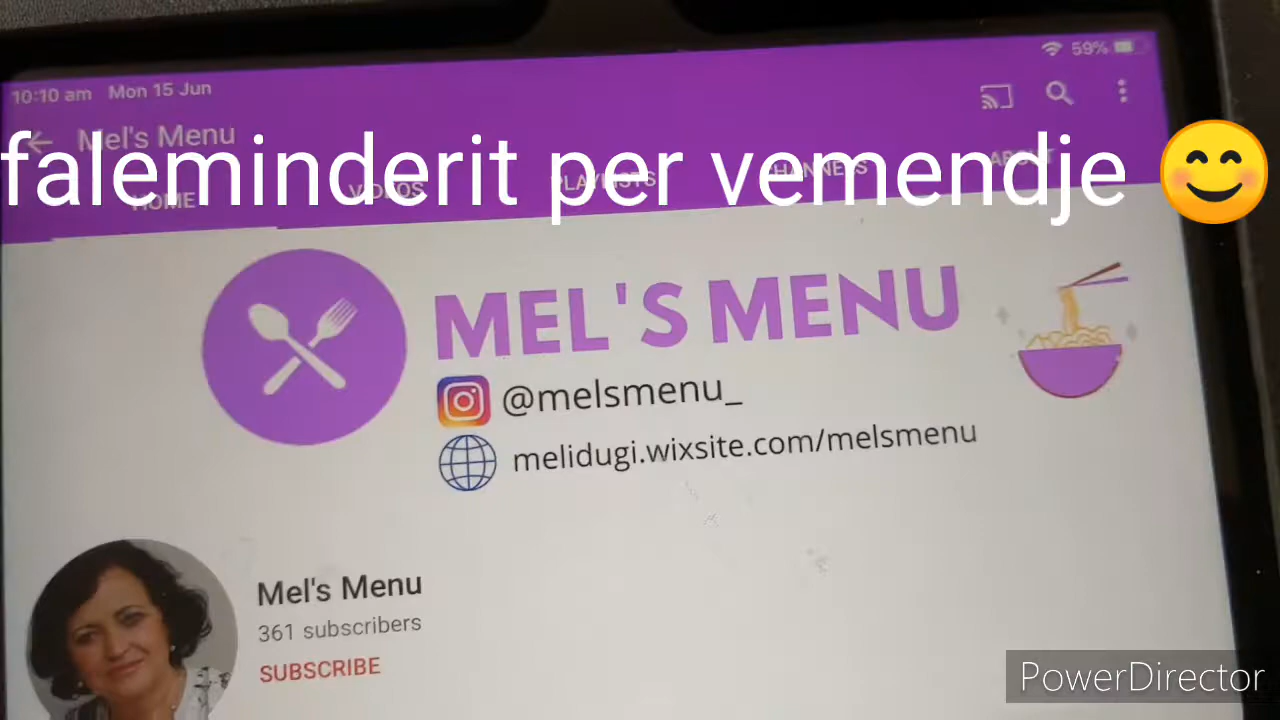 10:10 am Mon 15 Jun
59%
Mel's Menu
faleminderit per vemendje 😊
HOME VIDEOS PLAYLISTS CHANNELS ABOUT
MEL'S MENU
@melsmenu_
melidugi.wixsite.com/melsmenu
Mel's Menu
361 subscribers
SUBSCRIBE
PowerDirector